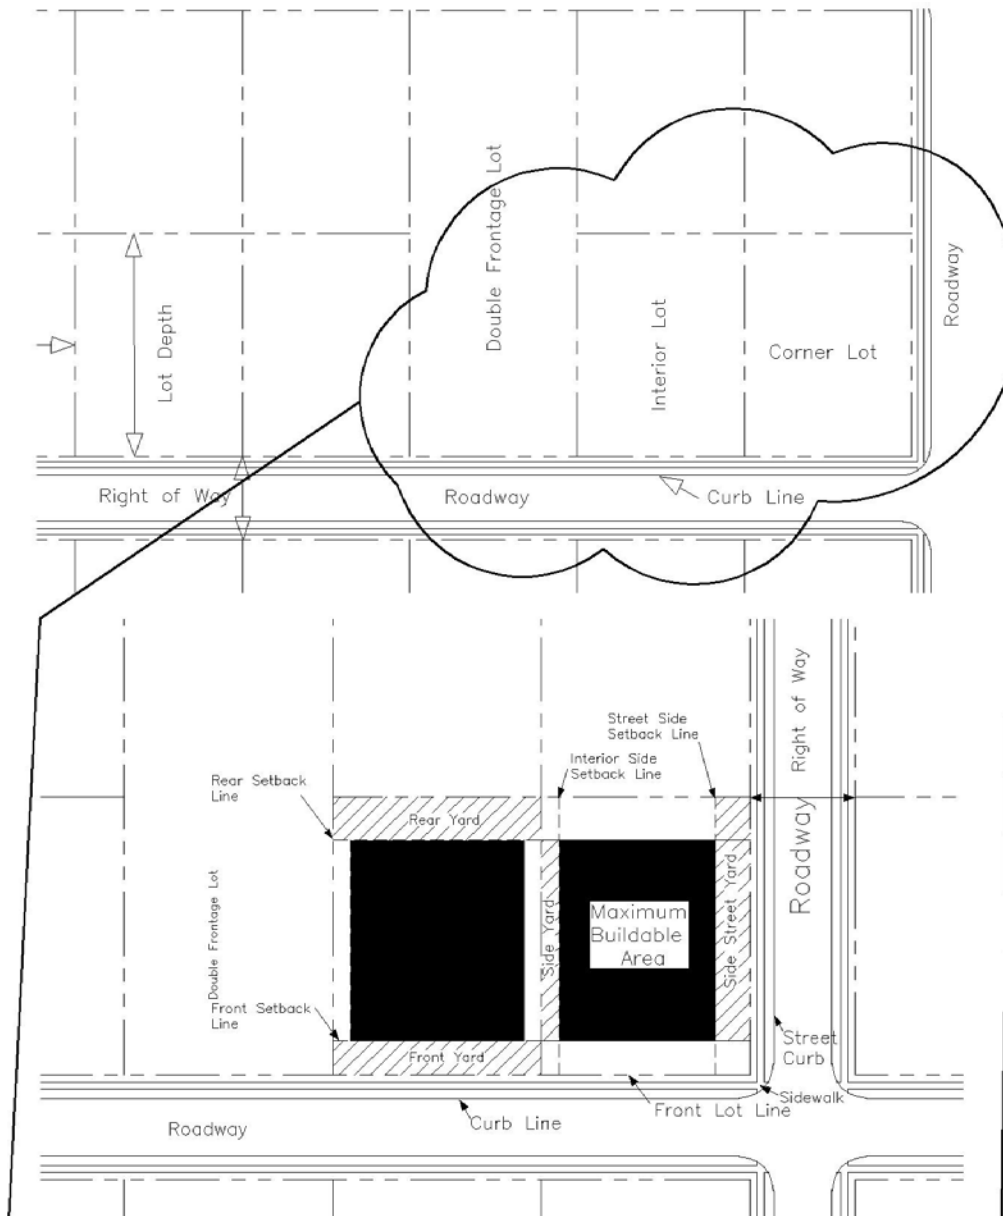 Double Frontage Lot
Roadway
Lot Depth
Interior Lot
Corner Lot
Right of Way
Roadway
Curb Line
Right of Way
Street Side
Setback Line
Interior Side
Setback Line
Rear Setback
Line
Rear Yard
Roadway
Double Frontage Lot
Side Yard
Maximum
Buildable
Area
Side Street Yard
Front Setback
Line
Front Yard
Street
Curb
Sidewalk
Front Lot Line
Curb Line
Roadway